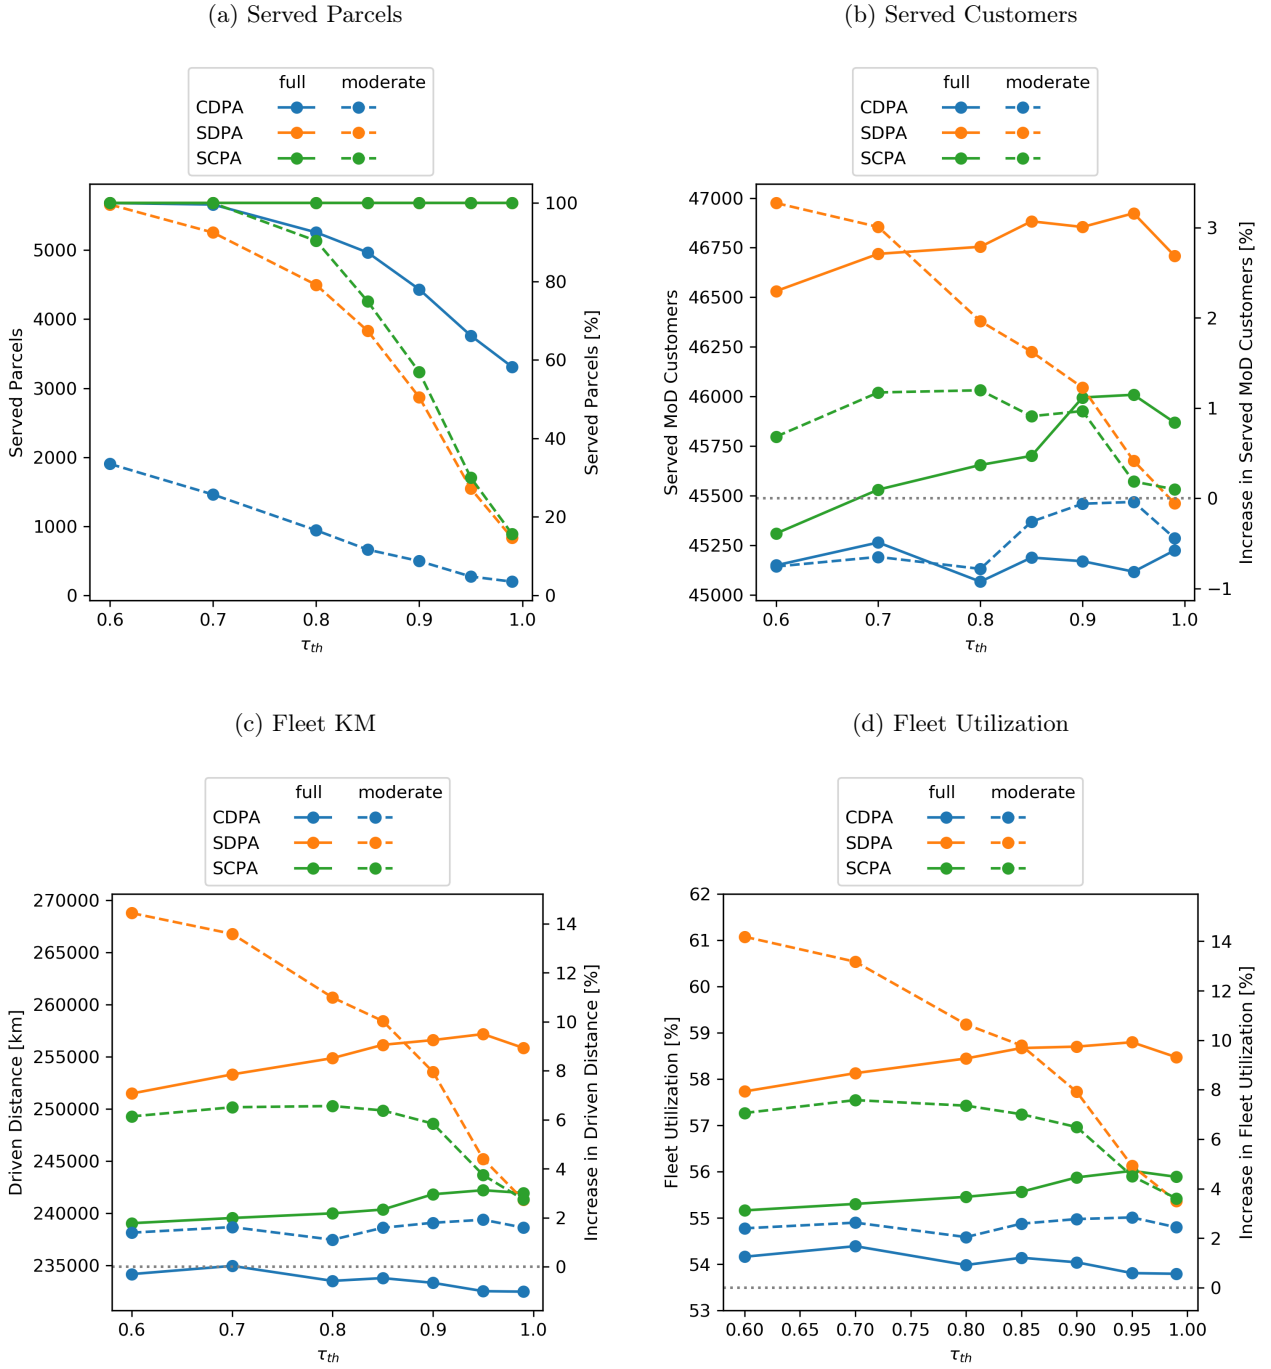 (a) Served Parcels
full moderate
CDPA
SDPA
SCPA
5000
4000
3000
2000
1000
0
Served Parcels
100
80
60
40
20
0
Served Parcels [%]
0.6 0.7 0.8 0.9 1.0
τth
(b) Served Customers
full moderate
CDPA
SDPA
SCPA
47000
46750
46500
46250
46000
45750
45500
45250
45000
Served MoD Customers
3
2
1
0
−1
Increase in Served MoD Customers [%]
0.6 0.7 0.8 0.9 1.0
τth
(c) Fleet KM
full moderate
CDPA
SDPA
SCPA
270000
265000
260000
255000
250000
245000
240000
235000
Driven Distance [km]
14
12
10
8
6
4
2
0
Increase in Driven Distance [%]
0.6 0.7 0.8 0.9 1.0
τth
(d) Fleet Utilization
full moderate
CDPA
SDPA
SCPA
62
61
60
59
58
57
56
55
54
53
Fleet Utilization [%]
14
12
10
8
6
4
2
0
Increase in Fleet Utilization [%]
0.60 0.65 0.70 0.75 0.80 0.85 0.90 0.95 1.00
τth